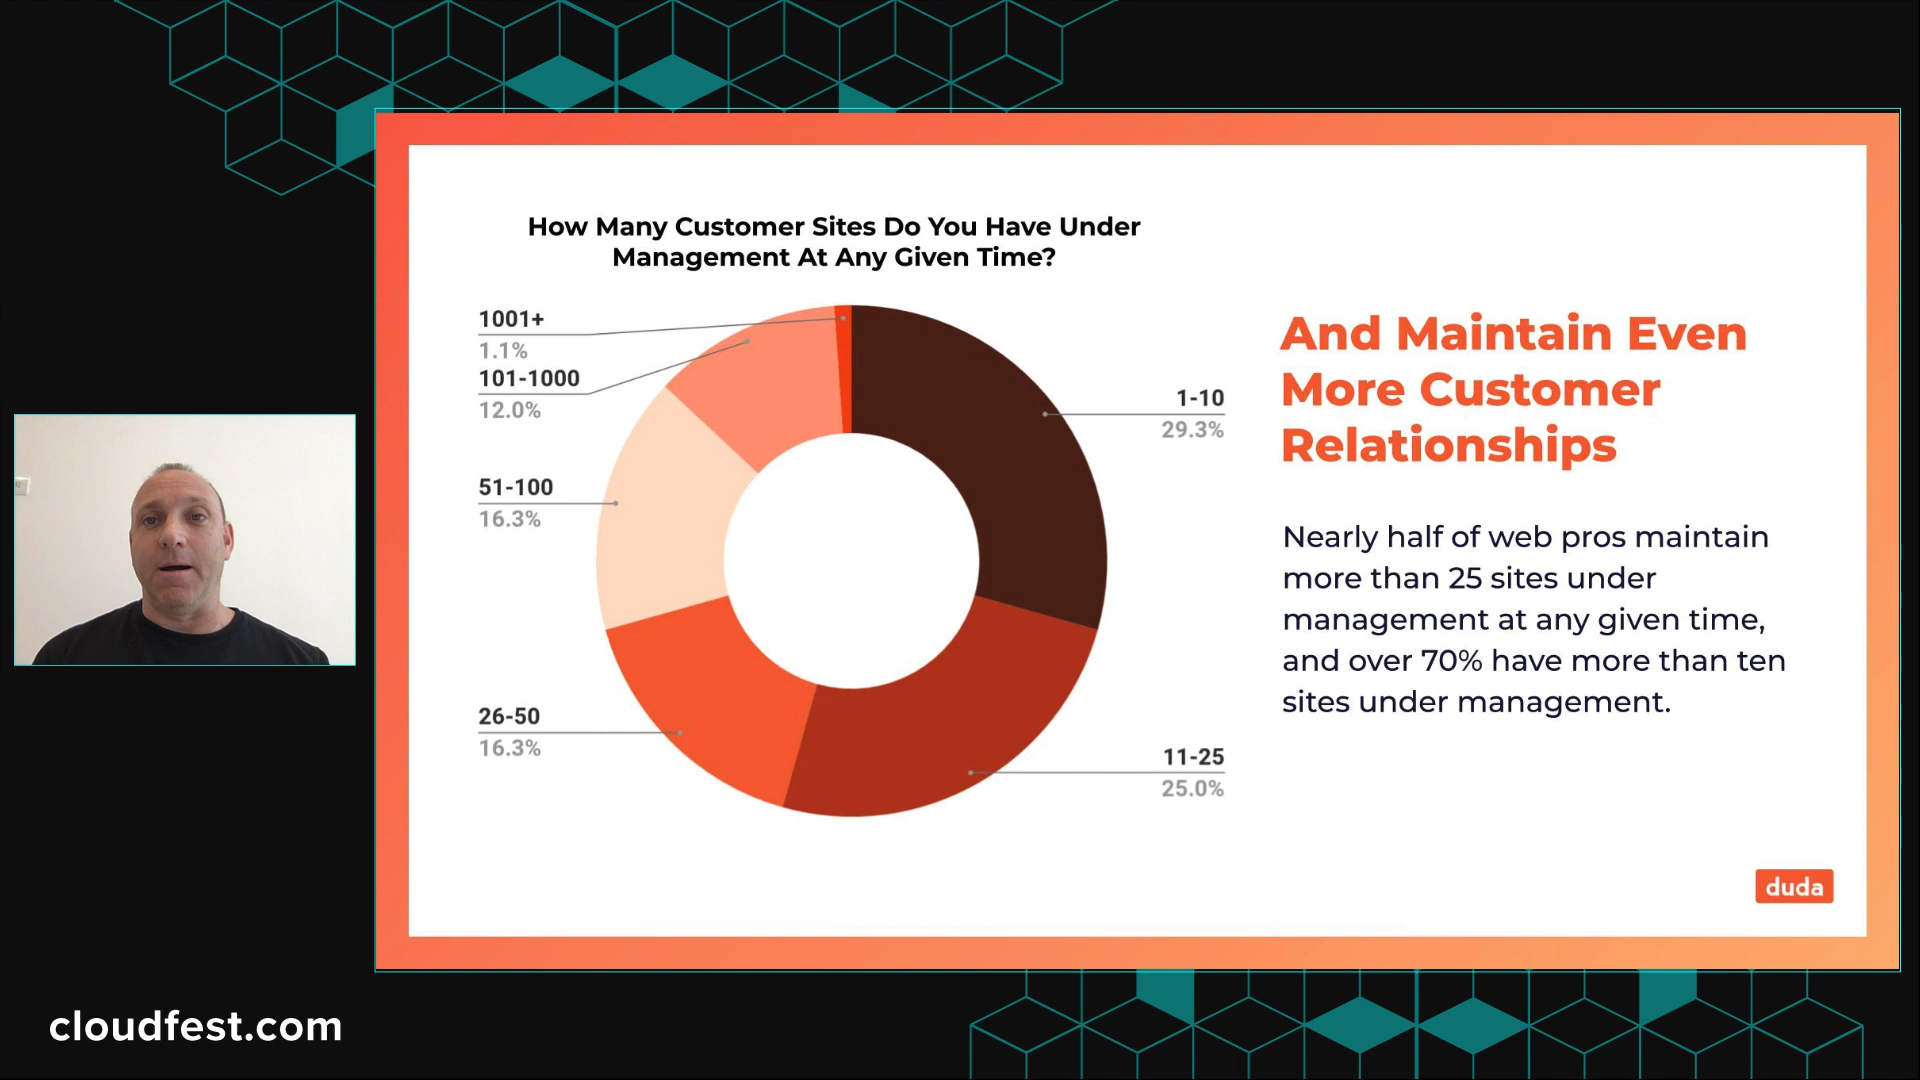 How Many Customer Sites Do You Have Under
Management At Any Given Time?
1001+
1.1%
101-1000
12.0%
51-100
16.3%
26-50
16.3%
1-10
29.3%
11-25
25.0%
And Maintain Even
More Customer
Relationships
Nearly half of web pros maintain
more than 25 sites under
management at any given time,
and over 70% have more than ten
sites under management.
duda
cloudfest.com